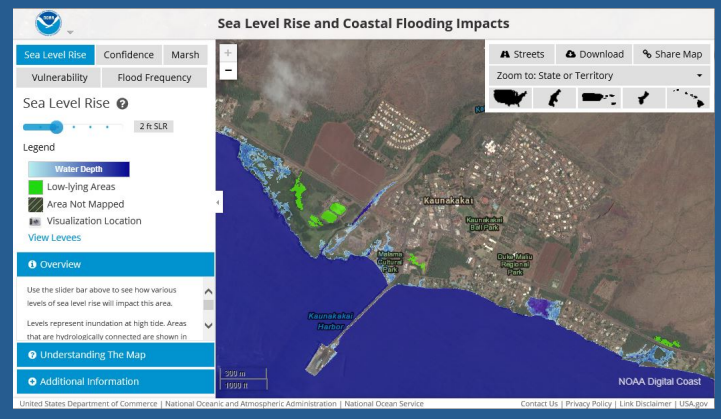 NOAA
Sea Level Rise and Coastal Flooding Impacts
Sea Level Rise
Confidence
Marsh
Vulnerability
Flood Frequency
Sea Level Rise ?
2 ft SLR
Legend
Water Depth
Low-lying Areas
Area Not Mapped
Visualization Location
View Levees
Overview
Use the slider bar above to see how various
levels of sea level rise will impact this area.
Levels represent inundation at high tide. Areas
that are hydrologically connected are shown in
Understanding The Map
Additional Information
+
−
Streets
Download
Share Map
Zoom to: State or Territory
Kaunakakai
Kaunakakai
Ball Park
Malama
Cultural
Park
Duke Maliu
Regional
Park
Kaunakakai
Harbor
300 m
1000 ft
NOAA Digital Coast
United States Department of Commerce | National Oceanic and Atmospheric Administration | National Ocean Service
Contact Us | Privacy Policy | Link Disclaimer | USA.gov